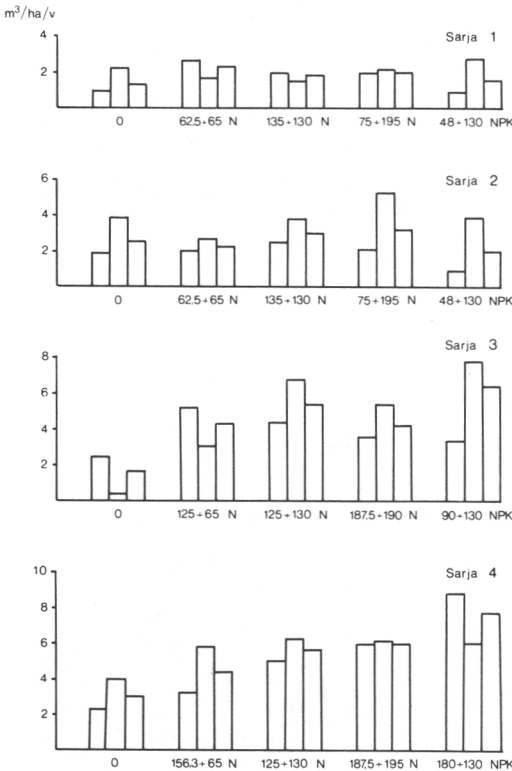 m³/ha/v
4
Sarja 1
2
0 62.5+65 N 135+130 N 75+195 N 48+130 NPK
6
Sarja 2
4
2
0 62.5+65 N 135+130 N 75+195 N 48+130 NPK
8
Sarja 3
6
4
2
0 125+65 N 125+130 N 187.5+190 N 90+130 NPK
10
Sarja 4
8
6
4
2
0 156.3+65 N 125+130 N 187.5+195 N 180+130 NPK